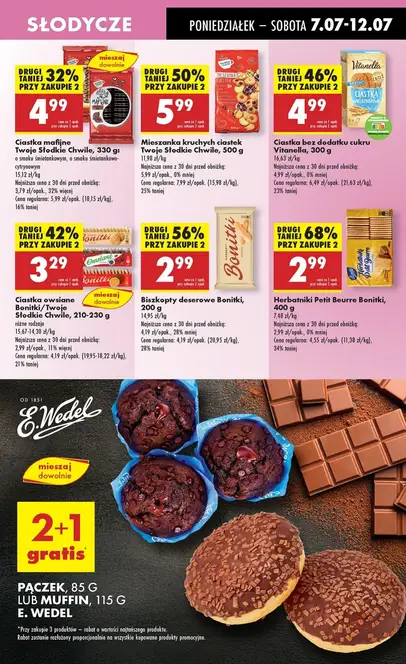 SŁODYCZE
PONIEDZIAŁEK – SOBOTA 7.07-12.07
DRUGI TANIEJ 32%
PRZY ZAKUPIE 2
mieszaj
dowolnie
4.99
Ciastka mafijne
Twoje Słodkie Chwile, 330 g:
o smaku śmietankowym, o smaku śmietankowo-
cytrynowym
15,12 zł/kg
Najniższa cena z 30 dni przed obniżką:
3,79 zł/opak., 32% więcej
Cena regularna: 5,99 zł/opak. (18,15 zł/kg),
16% taniej
DRUGI TANIEJ 50%
PRZY ZAKUPIE 2
5.99
Mieszanka kruchych ciastek
Twoje Słodkie Chwile, 500 g
11,98 zł/kg
Najniższa cena z 30 dni przed obniżką:
5,99 zł/opak., 0% mniej
Cena regularna: 7,99 zł/opak. (15,98 zł/kg),
25% taniej
DRUGI TANIEJ 46%
PRZY ZAKUPIE 2
4.99
Vitanella
CIASTKA
Ciastka bez dodatku cukru
Vitanella, 300 g
16,63 zł/kg
Najniższa cena z 30 dni przed obniżką:
4,99 zł/opak., 0% mniej
Cena regularna: 6,49 zł/opak. (21,63 zł/kg),
23% taniej
DRUGI TANIEJ 42%
PRZY ZAKUPIE 2
3.29
Bonitki
mieszaj
dowolnie
Ciastka owsiane
Bonitki/Twoje
Słodkie Chwile, 210-230 g
różne rodzaje
15,67-14,30 zł/kg
Najniższa cena z 30 dni przed obniżką:
2,99 zł/opak., 11% więcej
Cena regularna: 4,19 zł/opak. (19,95-18,22 zł/kg),
21% taniej
DRUGI TANIEJ 56%
PRZY ZAKUPIE 2
2.99
Bonitki
Biszkopty deserowe Bonitki,
200 g
14,95 zł/kg
Najniższa cena z 30 dni przed obniżką:
4,19 zł/opak., 28% mniej
Cena regularna: 4,19 zł/opak. (20,95 zł/kg),
28% taniej
DRUGI TANIEJ 68%
PRZY ZAKUPIE 2
2.99
Herbatniki Petit Beurre Bonitki,
400 g
7,48 zł/kg
Najniższa cena z 30 dni przed obniżką:
2,99 zł/opak., 0% mniej
Cena regularna: 4,55 zł/opak. (11,38 zł/kg),
34% taniej
OD 1851
E.Wedel
mieszaj
dowolnie
2+1
gratis*
PĄCZEK, 85 G
LUB MUFFIN, 115 G
E. WEDEL
*Przy zakupie 3 produktów – rabat o wartości najtańszego produktu.
Rabat zostanie rozłożony proporcjonalnie na wszystkie kupowane produkty promocyjne.